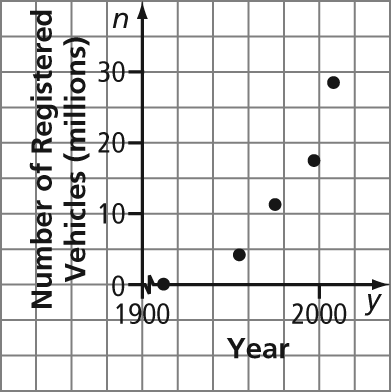 Number of Registered
Vehicles (millions)
n
30
20
10
0
1900
2000
y
Year